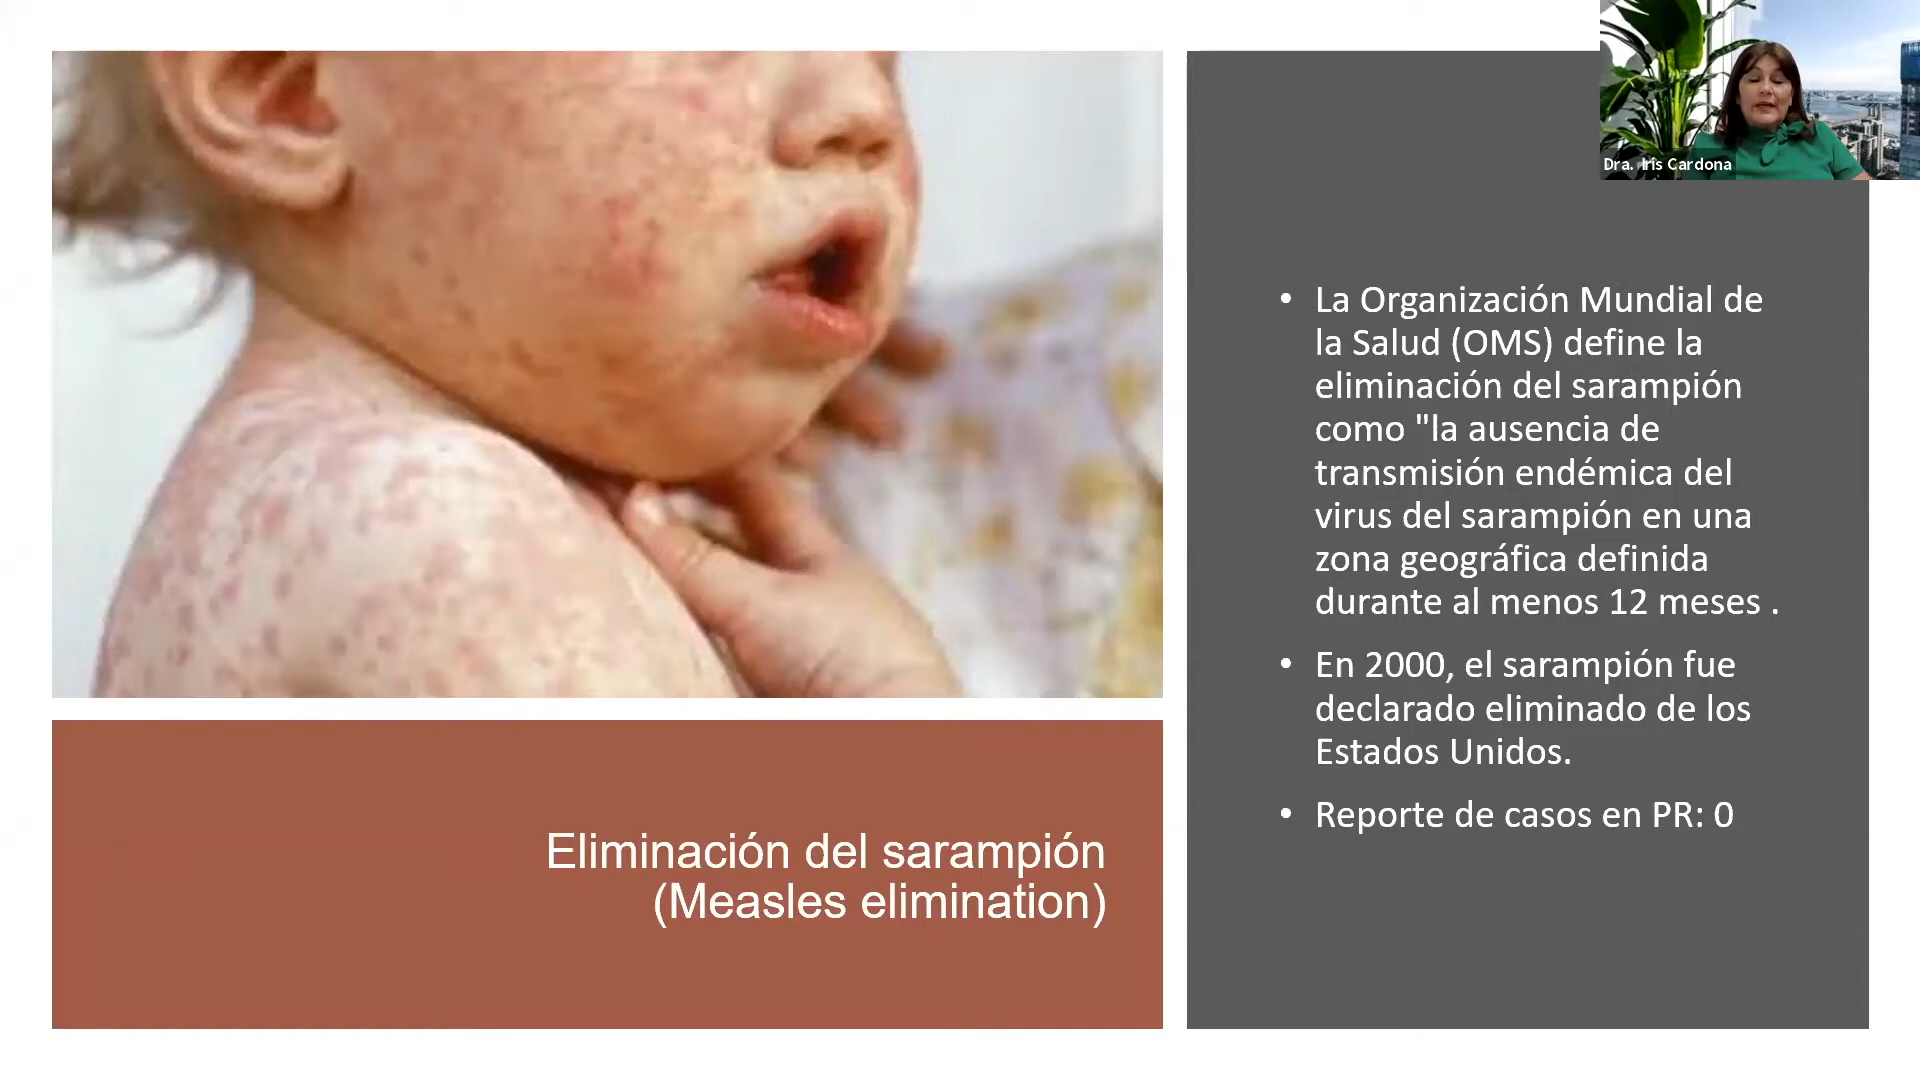 Dra. Iris Cardona
• La Organización Mundial de
la Salud (OMS) define la
eliminación del sarampión
como "la ausencia de
transmisión endémica del
virus del sarampión en una
zona geográfica definida
durante al menos 12 meses .
• En 2000, el sarampión fue
declarado eliminado de los
Estados Unidos.
• Reporte de casos en PR: 0
Eliminación del sarampión
(Measles elimination)